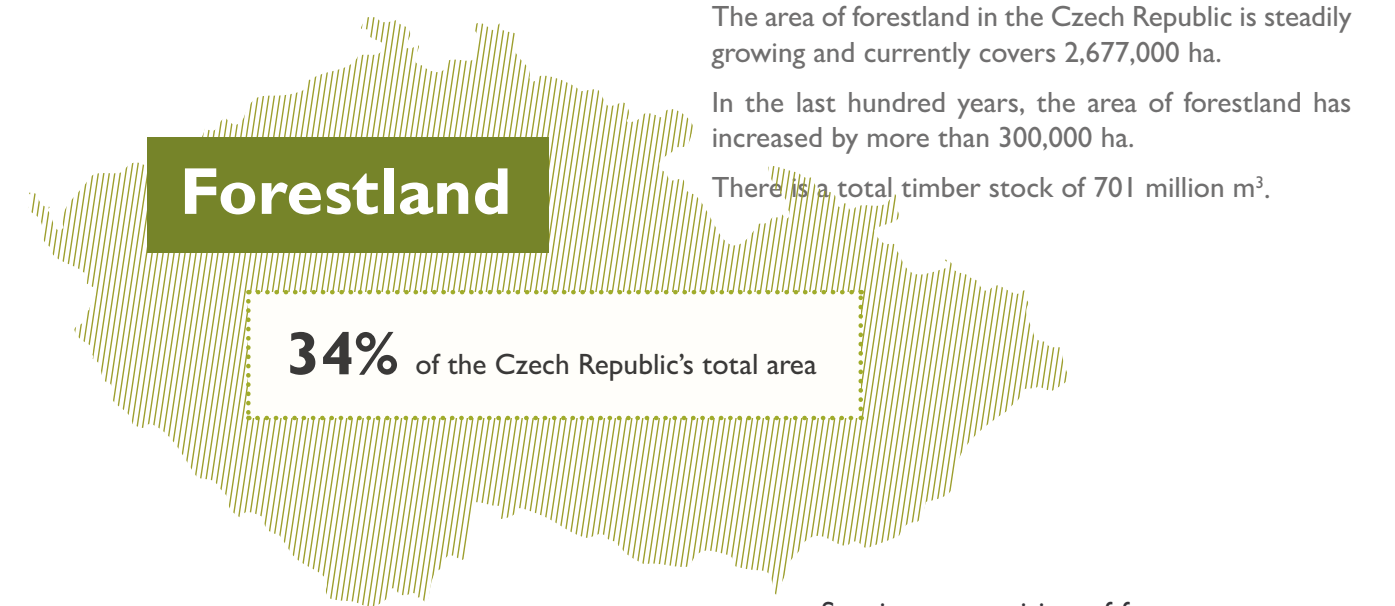 The area of forestland in the Czech Republic is steadily
growing and currently covers 2,677,000 ha.
In the last hundred years, the area of forestland has
increased by more than 300,000 ha.
There is a total timber stock of 701 million m³.
Forestland
34% of the Czech Republic’s total area